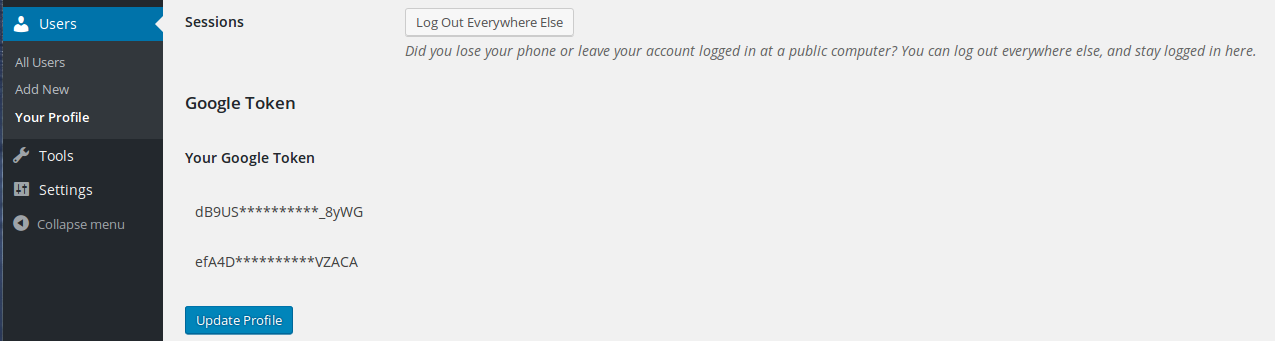 Users
All Users
Add New
Your Profile
Tools
Settings
Collapse menu
Sessions
Log Out Everywhere Else
Did you lose your phone or leave your account logged in at a public computer? You can log out everywhere else, and stay logged in here.
Google Token
Your Google Token
dB9US**********_8yWG
efA4D**********VZACA
Update Profile